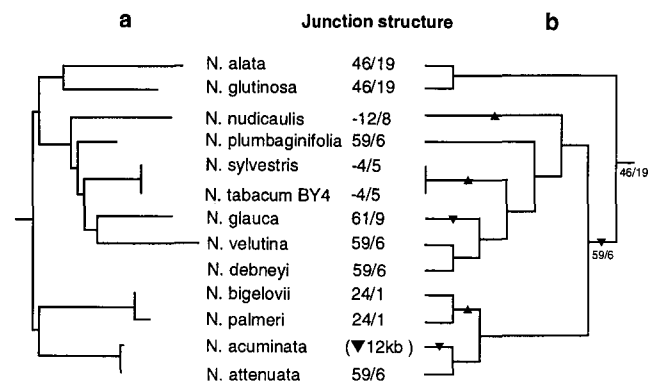 a Junction structure b
N. alata 46/19
N. glutinosa 46/19
N. nudicaulis -12/8
N. plumbaginifolia 59/6
N. sylvestris -4/5
46/19
N. tabacum BY4 -4/5
N. glauca 61/9
N. velutina 59/6
59/6
N. debneyi 59/6
N. bigelovii 24/1
N. palmeri 24/1
N. acuminata (▼12kb )
N. attenuata 59/6